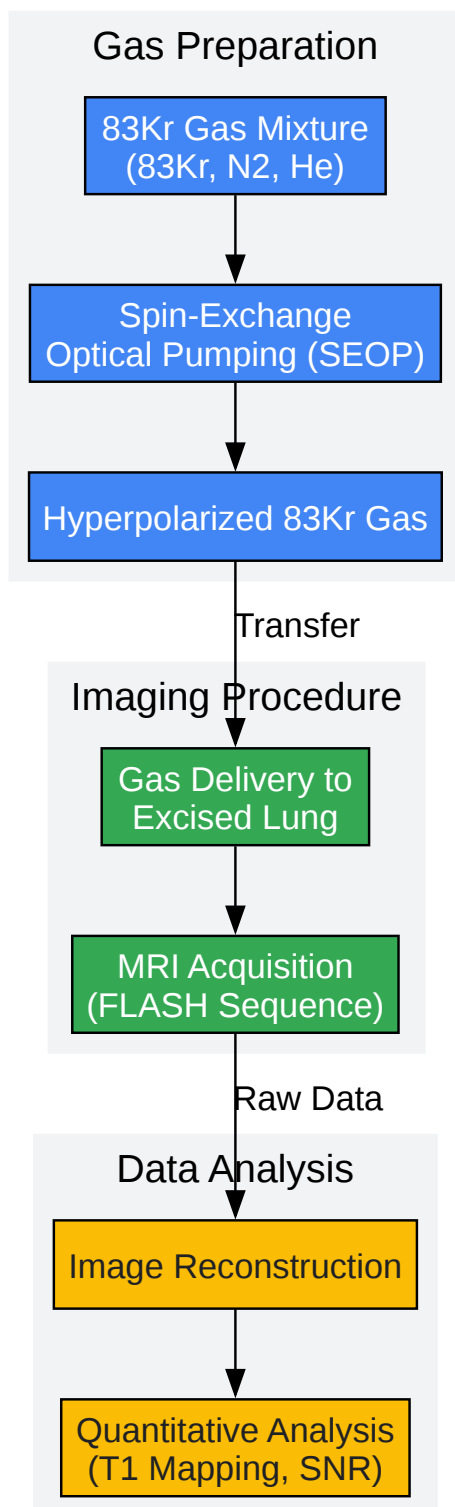 Gas Preparation
83Kr Gas Mixture
(83Kr, N2, He)
Spin-Exchange
Optical Pumping (SEOP)
Hyperpolarized 83Kr Gas
Transfer
Imaging Procedure
Gas Delivery to
Excised Lung
MRI Acquisition
(FLASH Sequence)
Raw Data
Data Analysis
Image Reconstruction
Quantitative Analysis
(T1 Mapping, SNR)